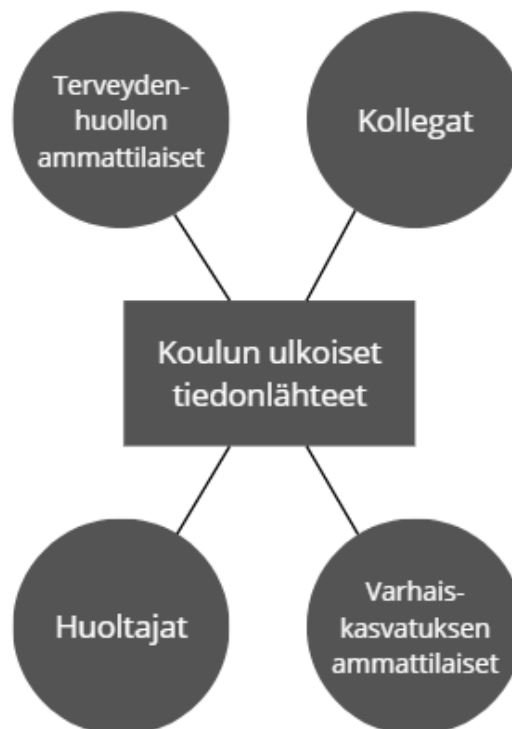 Terveyden-
huollon
ammattilaiset
Kollegat
Koulun ulkoiset
tiedonlähteet
Huoltajat
Varhais-
kasvatuksen
ammattilaiset